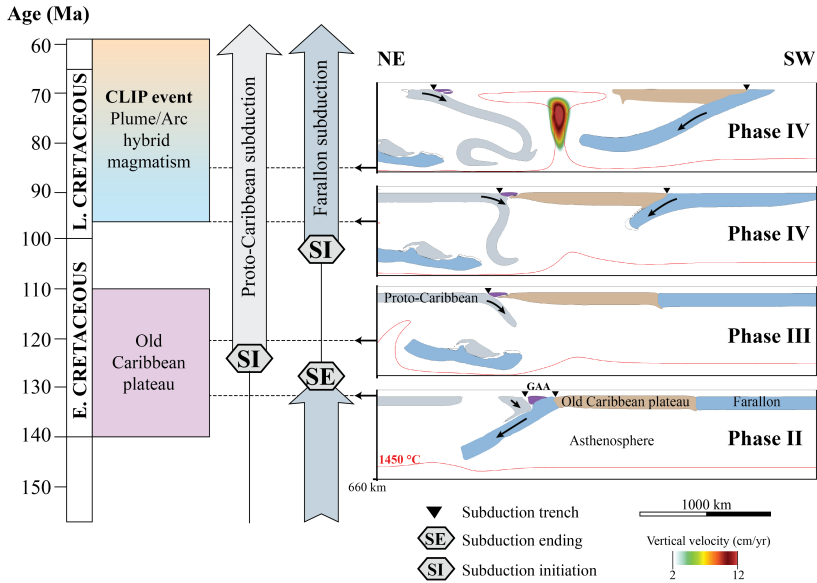 Age (Ma)
60
70
80
90
100
110
120
130
140
150
L. CRETACEOUS
E. CRETACEOUS
CLIP event
Plume/Arc
hybrid
magmatism
Old
Caribbean
plateau
Proto-Caribbean subduction
SI
Farallon subduction
SI
SE
NE
SW
Phase IV
Phase IV
Proto-Caribbean
Phase III
GAA
Old Caribbean plateau
Farallon
Asthenosphere
Phase II
1450 °C
660 km
Subduction trench
SE
Subduction ending
SI
Subduction initiation
1000 km
Vertical velocity (cm/yr)
2
12